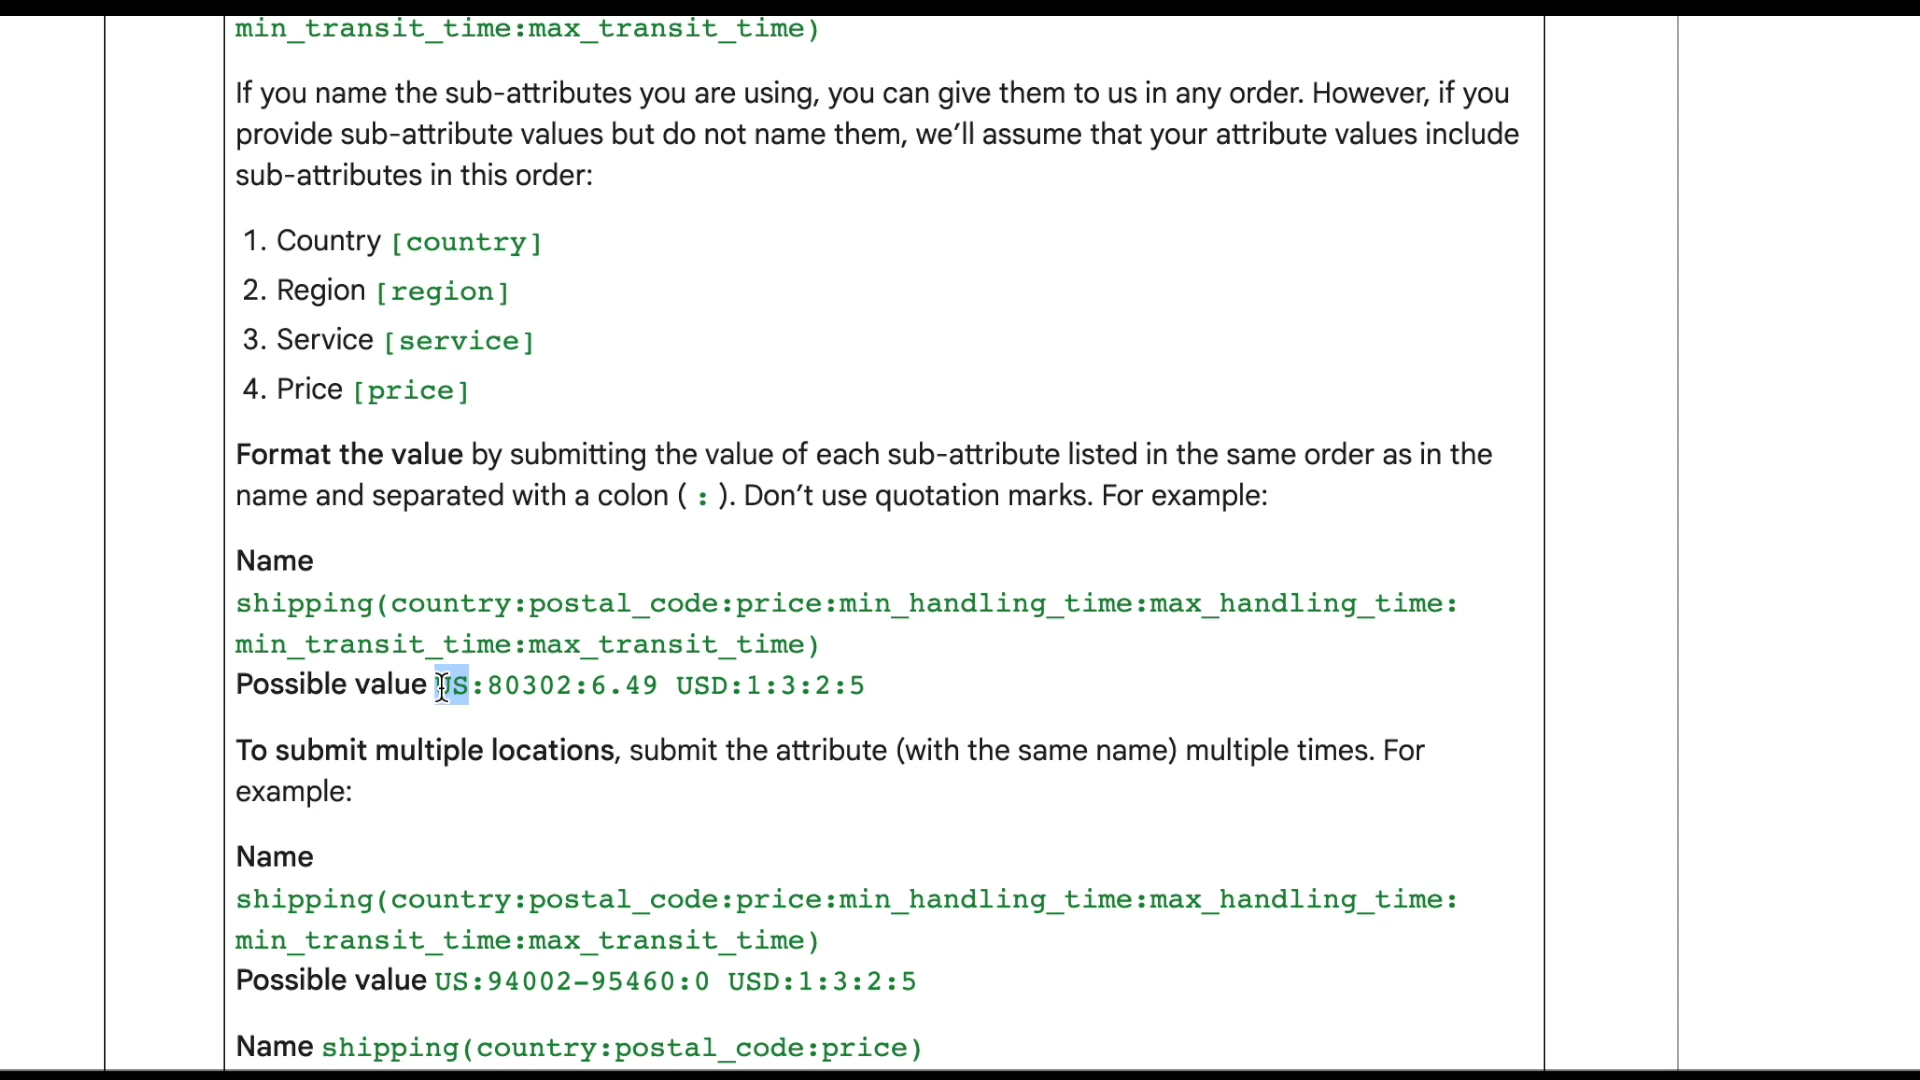 min_transit_time:max_transit_time)
If you name the sub-attributes you are using, you can give them to us in any order. However, if you
provide sub-attribute values but do not name them, we’ll assume that your attribute values include
sub-attributes in this order:
1. Country [country]
2. Region [region]
3. Service [service]
4. Price [price]
Format the value by submitting the value of each sub-attribute listed in the same order as in the
name and separated with a colon ( : ). Don’t use quotation marks. For example:
Name
shipping(country:postal_code:price:min_handling_time:max_handling_time:
min_transit_time:max_transit_time)
Possible value US:80302:6.49 USD:1:3:2:5
To submit multiple locations, submit the attribute (with the same name) multiple times. For
example:
Name
shipping(country:postal_code:price:min_handling_time:max_handling_time:
min_transit_time:max_transit_time)
Possible value US:94002-95460:0 USD:1:3:2:5
Name shipping(country:postal_code:price)